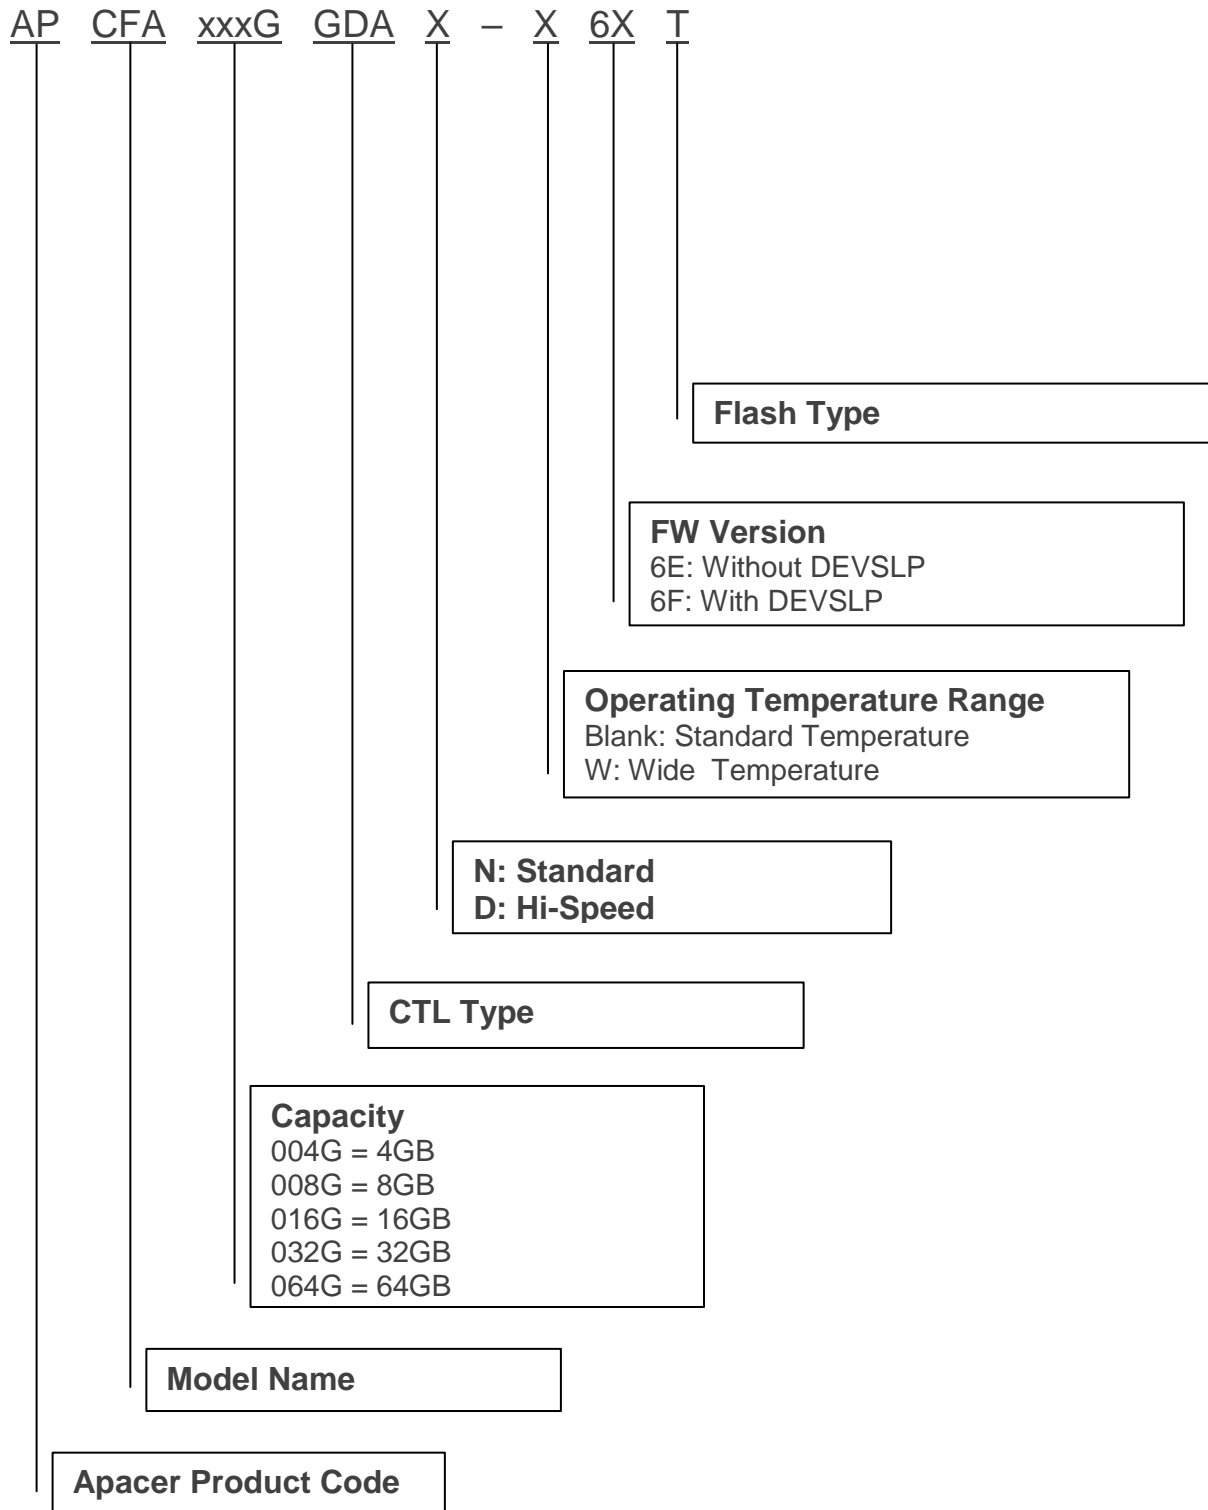 AP CFA xxxG GDA X – X 6X T
Flash Type
FW Version
6E: Without DEVSLP
6F: With DEVSLP
Operating Temperature Range
Blank: Standard Temperature
W: Wide Temperature
N: Standard
D: Hi-Speed
CTL Type
Capacity
004G = 4GB
008G = 8GB
016G = 16GB
032G = 32GB
064G = 64GB
Model Name
Apacer Product Code